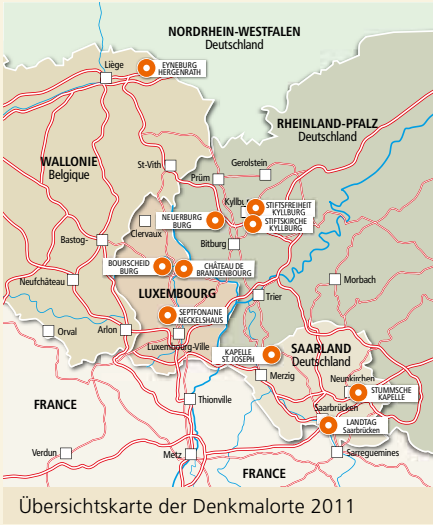 NORDRHEIN-WESTFALEN
Deutschland
Liège
EYNEBURG
HERGENRATH
RHEINLAND-PFALZ
Deutschland
WALLONIE
Belgique
St-Vith
Gerolstein
Prüm
STIFTSFREIHEIT
KYLLBURG
NEUERBURG
BURG
STIFTSKIRCHE
KYLLBURG
Clervaux
Bitburg
Bastog-
BOURSCHEID
BURG
CHÂTEAU DE
BRANDENBOURG
Neufchâteau
Morbach
LUXEMBOURG
Trier
SEPTFONAINE
NECKELSHAUS
Orval
Arlon
Luxembourg-Ville
KAPELLE
ST. JOSEPH
SAARLAND
Deutschland
Merzig
Neunkirchen
STUMMSCHE
KAPELLE
FRANCE
Thionville
Saarbrücken
LANDTAG
Saarbrücken
Verdun
Metz
Sarreguemines
FRANCE
Übersichtskarte der Denkmalorte 2011